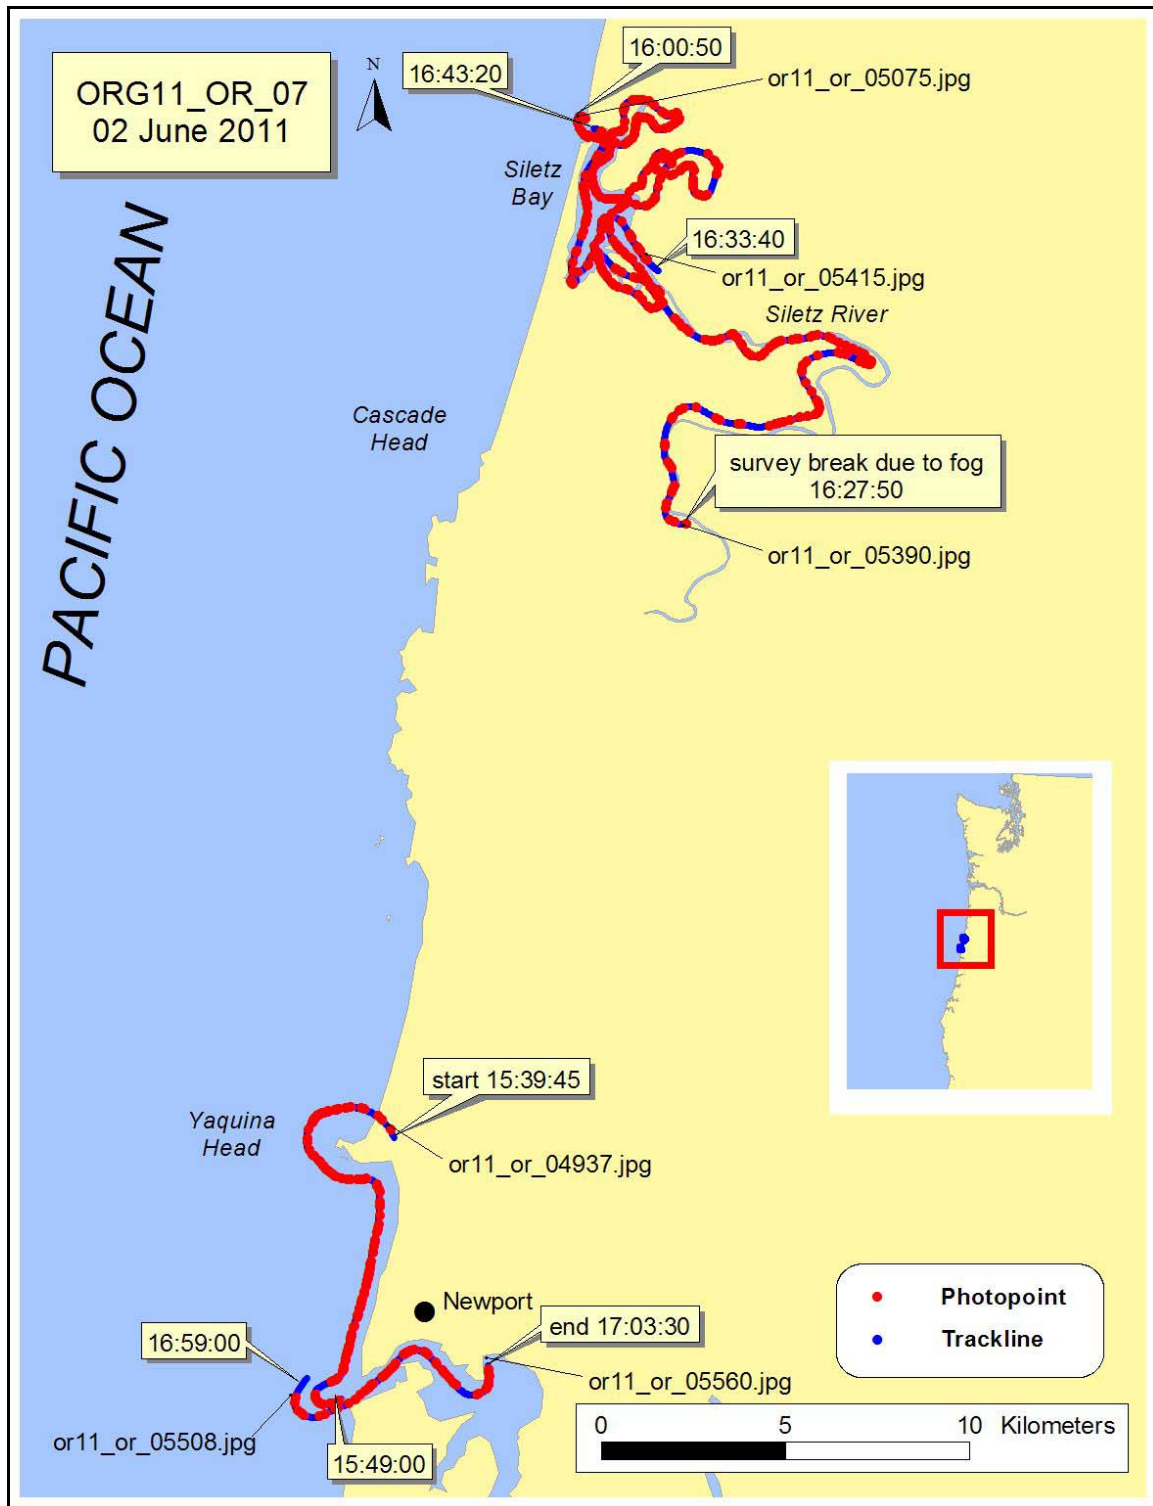 ORG11_OR_07
02 June 2011
N
16:43:20
16:00:50
or11_or_05075.jpg
Siletz
Bay
16:33:40
or11_or_05415.jpg
Siletz River
PACIFIC OCEAN
Cascade
Head
survey break due to fog
16:27:50
or11_or_05390.jpg
start 15:39:45
Yaquina
Head
or11_or_04937.jpg
Newport
end 17:03:30
16:59:00
or11_or_05560.jpg
or11_or_05508.jpg
15:49:00
Photopoint
Trackline
0 5 10 Kilometers